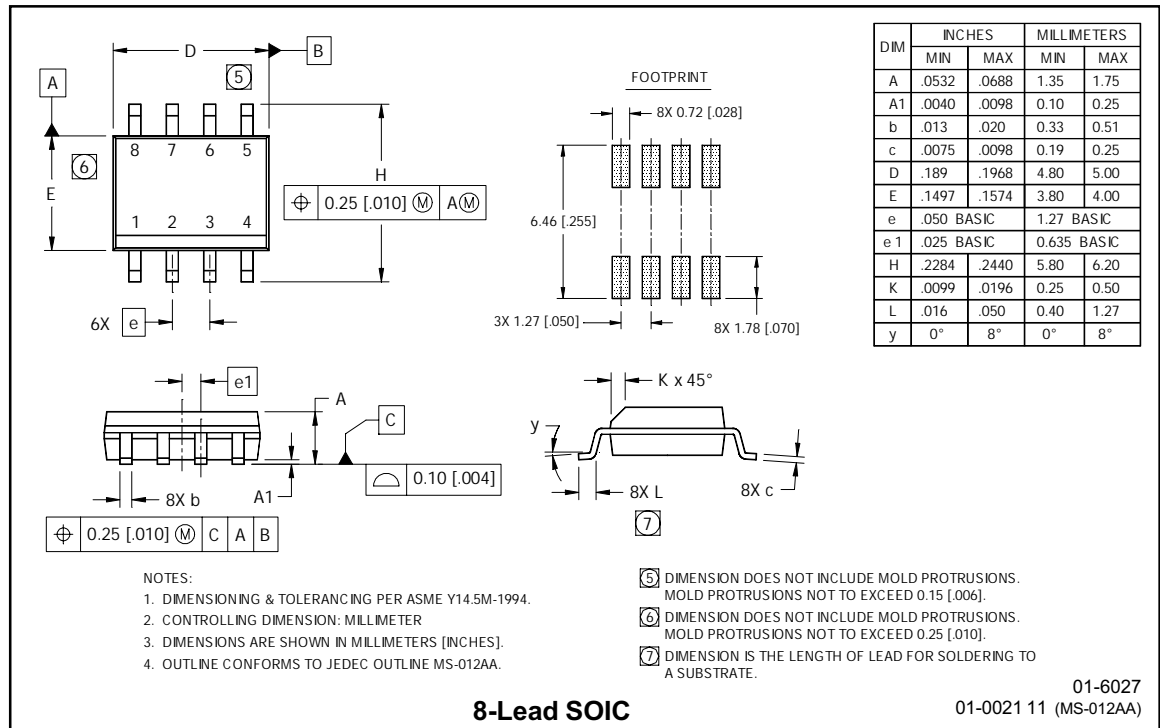 D
B
5
A
8 7 6 5
6
E
H
0.25 [.010] M A M
1 2 3 4
6X e
FOOTPRINT
8X 0.72 [.028]
6.46 [.255]
3X 1.27 [.050]
8X 1.78 [.070]
DIM INCHES MILLIMETERS
MIN MAX MIN MAX
A .0532 .0688 1.35 1.75
A1 .0040 .0098 0.10 0.25
b .013 .020 0.33 0.51
c .0075 .0098 0.19 0.25
D .189 .1968 4.80 5.00
E .1497 .1574 3.80 4.00
e .050 BASIC 1.27 BASIC
e 1 .025 BASIC 0.635 BASIC
H .2284 .2440 5.80 6.20
K .0099 .0196 0.25 0.50
L .016 .050 0.40 1.27
y 0° 8° 0° 8°
e1
A
C
0.10 [.004]
8X b
A1
0.25 [.010] M C A B
K x 45°
y
8X L
7
8X c
NOTES:
1. DIMENSIONING & TOLERANCING PER ASME Y14.5M-1994.
2. CONTROLLING DIMENSION: MILLIMETER
3. DIMENSIONS ARE SHOWN IN MILLIMETERS [INCHES].
4. OUTLINE CONFORMS TO JEDEC OUTLINE MS-012AA.
5 DIMENSION DOES NOT INCLUDE MOLD PROTRUSIONS.
MOLD PROTRUSIONS NOT TO EXCEED 0.15 [.006].
6 DIMENSION DOES NOT INCLUDE MOLD PROTRUSIONS.
MOLD PROTRUSIONS NOT TO EXCEED 0.25 [.010].
7 DIMENSION IS THE LENGTH OF LEAD FOR SOLDERING TO
A SUBSTRATE.
8-Lead SOIC
01-6027
01-0021 11 (MS-012AA)